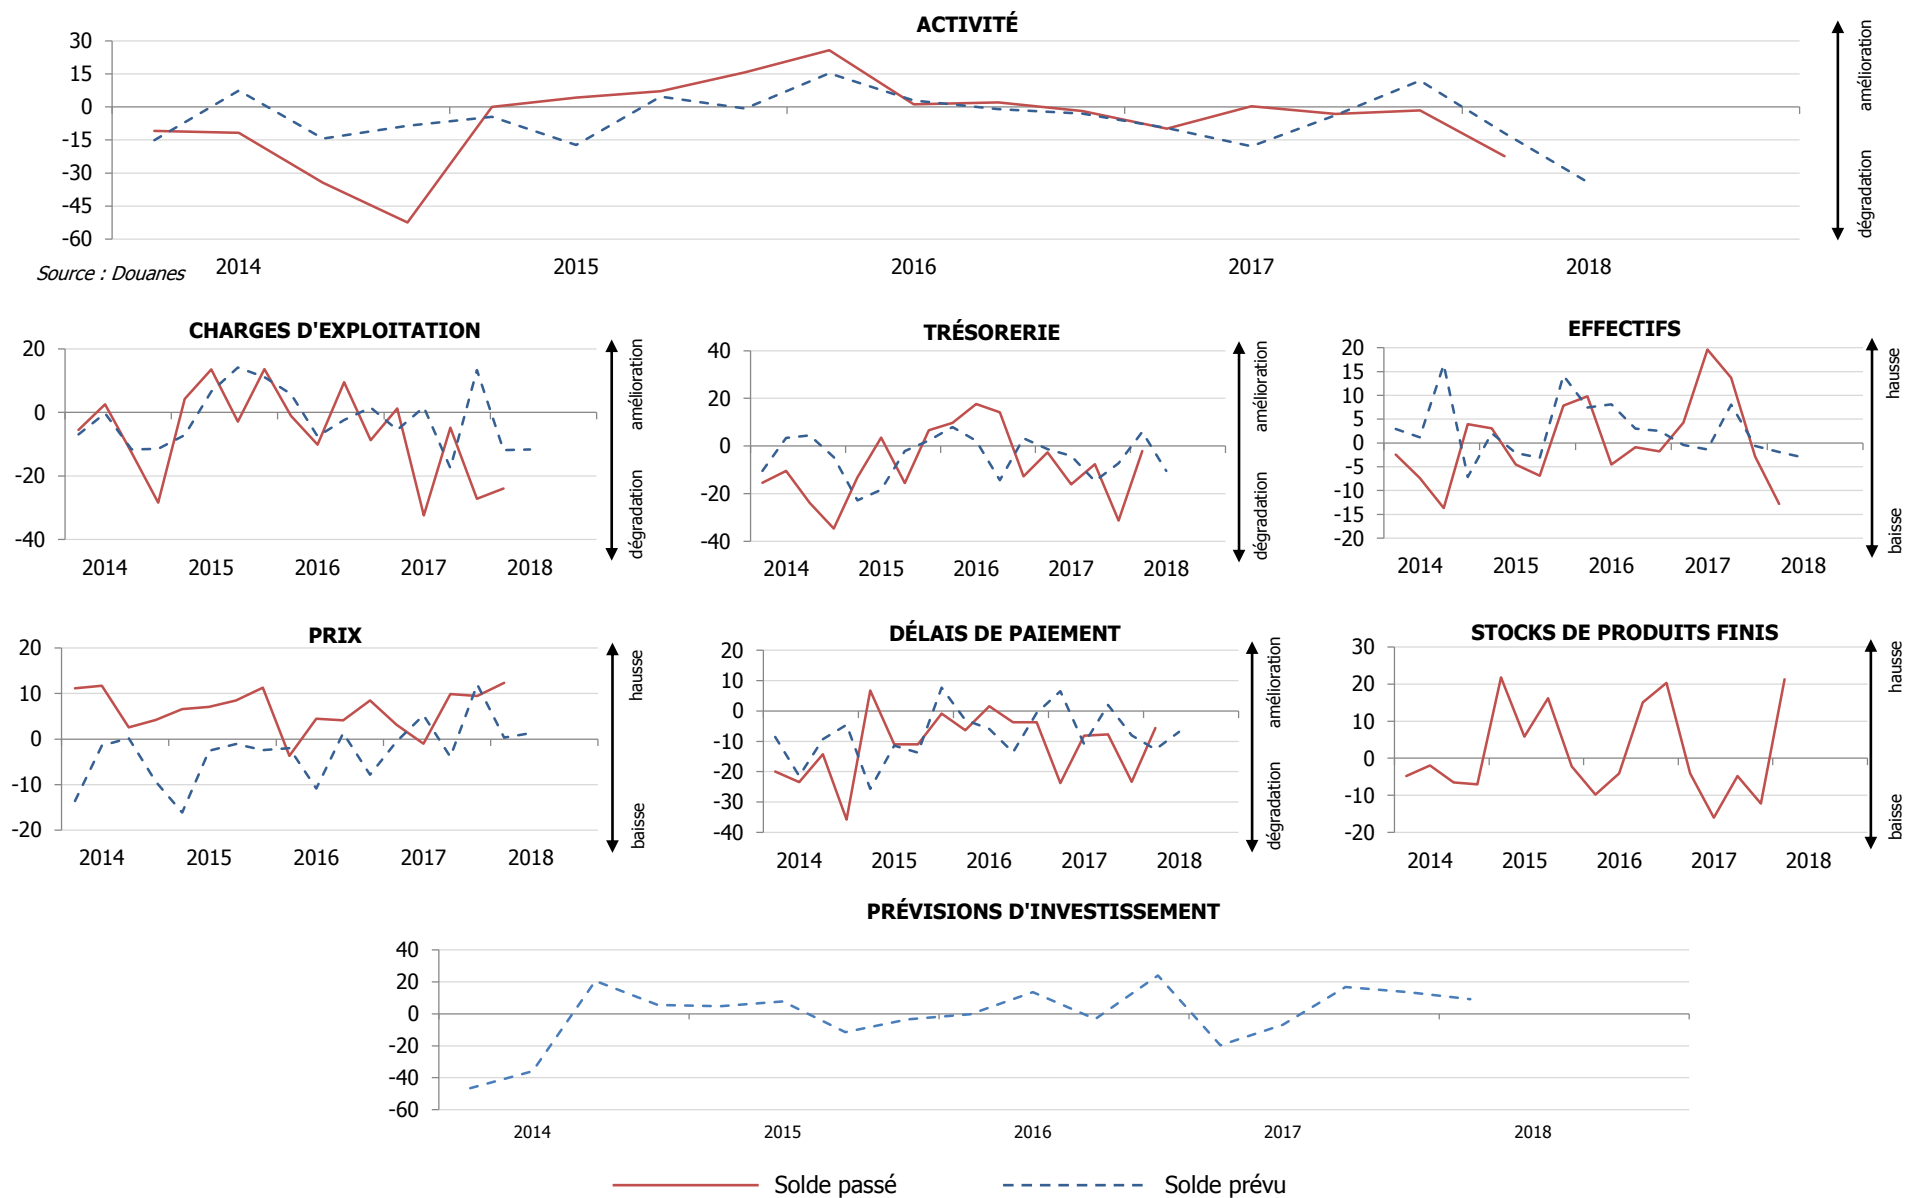 ACTIVITÉ
30
15
0
-15
-30
-45
-60
amélioration
dégradation
2014 2015 2016 2017 2018
Source : Douanes
CHARGES D'EXPLOITATION
20
0
-20
-40
amélioration
dégradation
2014 2015 2016 2017 2018
TRÉSORERIE
40
20
0
-20
-40
amélioration
dégradation
2014 2015 2016 2017 2018
EFFECTIFS
20
15
10
5
0
-5
-10
-15
-20
hausse
baisse
2014 2015 2016 2017 2018
PRIX
20
10
0
-10
-20
hausse
baisse
2014 2015 2016 2017 2018
DÉLAIS DE PAIEMENT
20
10
0
-10
-20
-30
-40
amélioration
dégradation
2014 2015 2016 2017 2018
STOCKS DE PRODUITS FINIS
30
20
10
0
-10
-20
hausse
baisse
2014 2015 2016 2017 2018
PRÉVISIONS D'INVESTISSEMENT
40
20
0
-20
-40
-60
2014 2015 2016 2017 2018
Solde passé Solde prévu